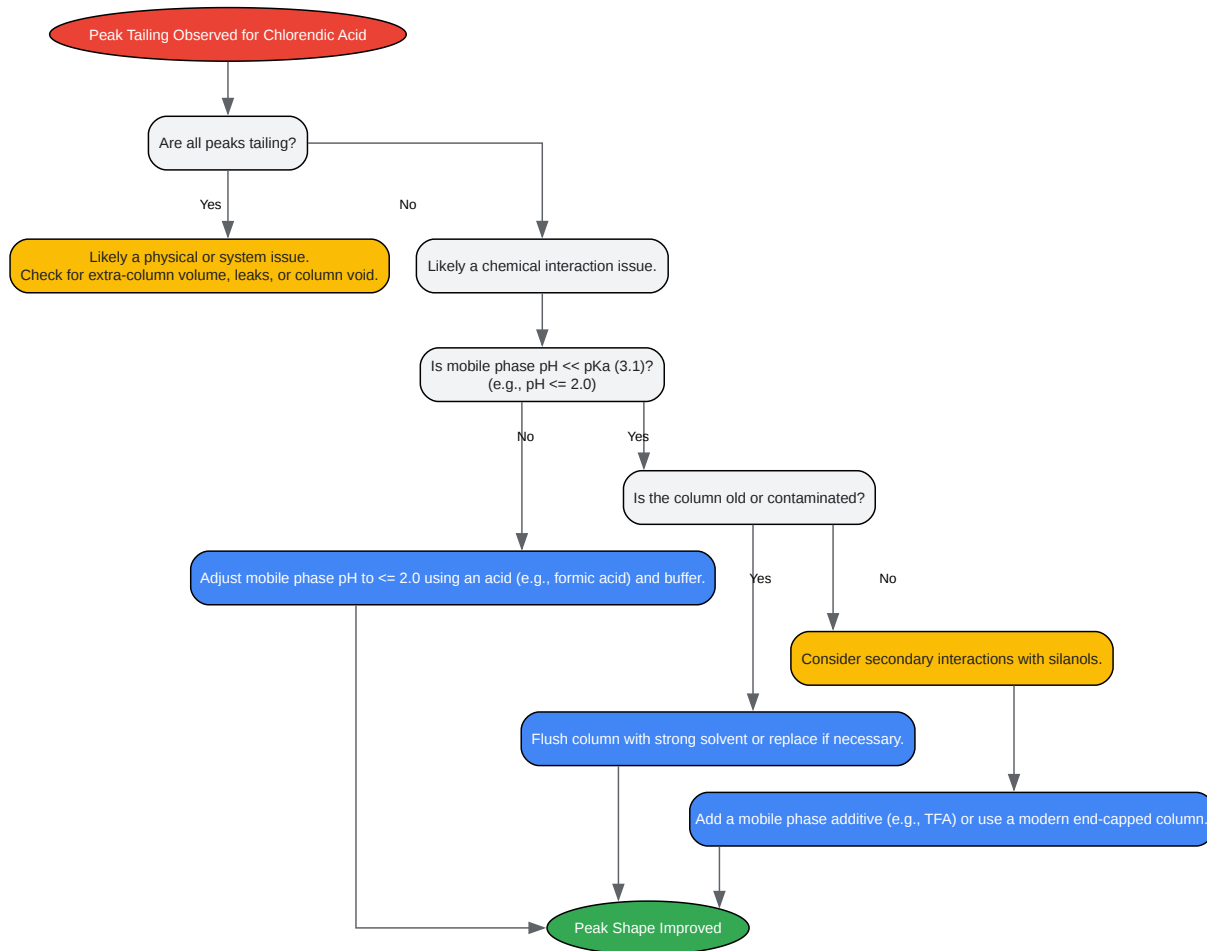 Peak Tailing Observed for Chlorendic Acid
Are all peaks tailing?
Yes
No
Likely a physical or system issue.
Check for extra-column volume, leaks, or column void.
Likely a chemical interaction issue.
Is mobile phase pH << pKa (3.1)?
(e.g., pH <= 2.0)
No
Yes
Is the column old or contaminated?
Adjust mobile phase pH to <= 2.0 using an acid (e.g., formic acid) and buffer.
Yes
No
Consider secondary interactions with silanols.
Flush column with strong solvent or replace if necessary.
Add a mobile phase additive (e.g., TFA) or use a modern end-capped column.
Peak Shape Improved